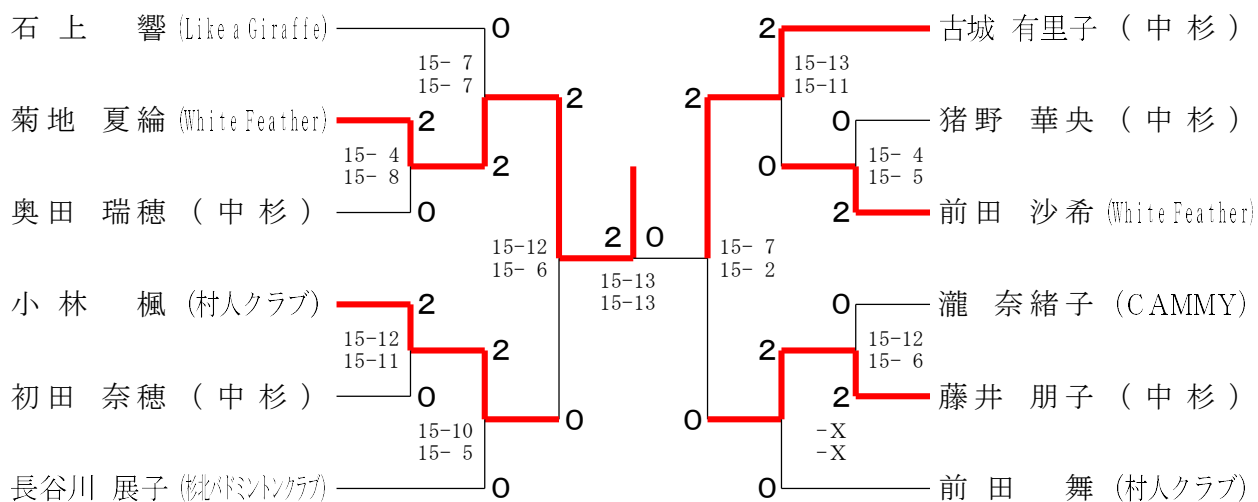 石上 響 (Like a Giraffe) 0 2 古城 有里子 (中杉)
15- 7 15-13
15- 7 2 2 15-11
菊地 夏綸 (White Feather) 2 0 猪野 華央 (中杉)
15- 4 2 0 15- 4
15- 8 15- 5
奥田 瑞穂 (中杉) 0 2 前田 沙希 (White Feather)
15-12 2 0 15- 7
15- 6 15- 2
15-13
15-13
小林 楓 (村人クラブ) 2 0 瀧 奈緒子 (CAMMY)
15-12 2 2 15-12
15-11 15- 6
初田 奈穂 (中杉) 0 2 藤井 朋子 (中杉)
15-10 0 0 -X
15- 5 -X
長谷川 展子 (杉北バドミントンクラブ) 0 0 前田 舞 (村人クラブ)